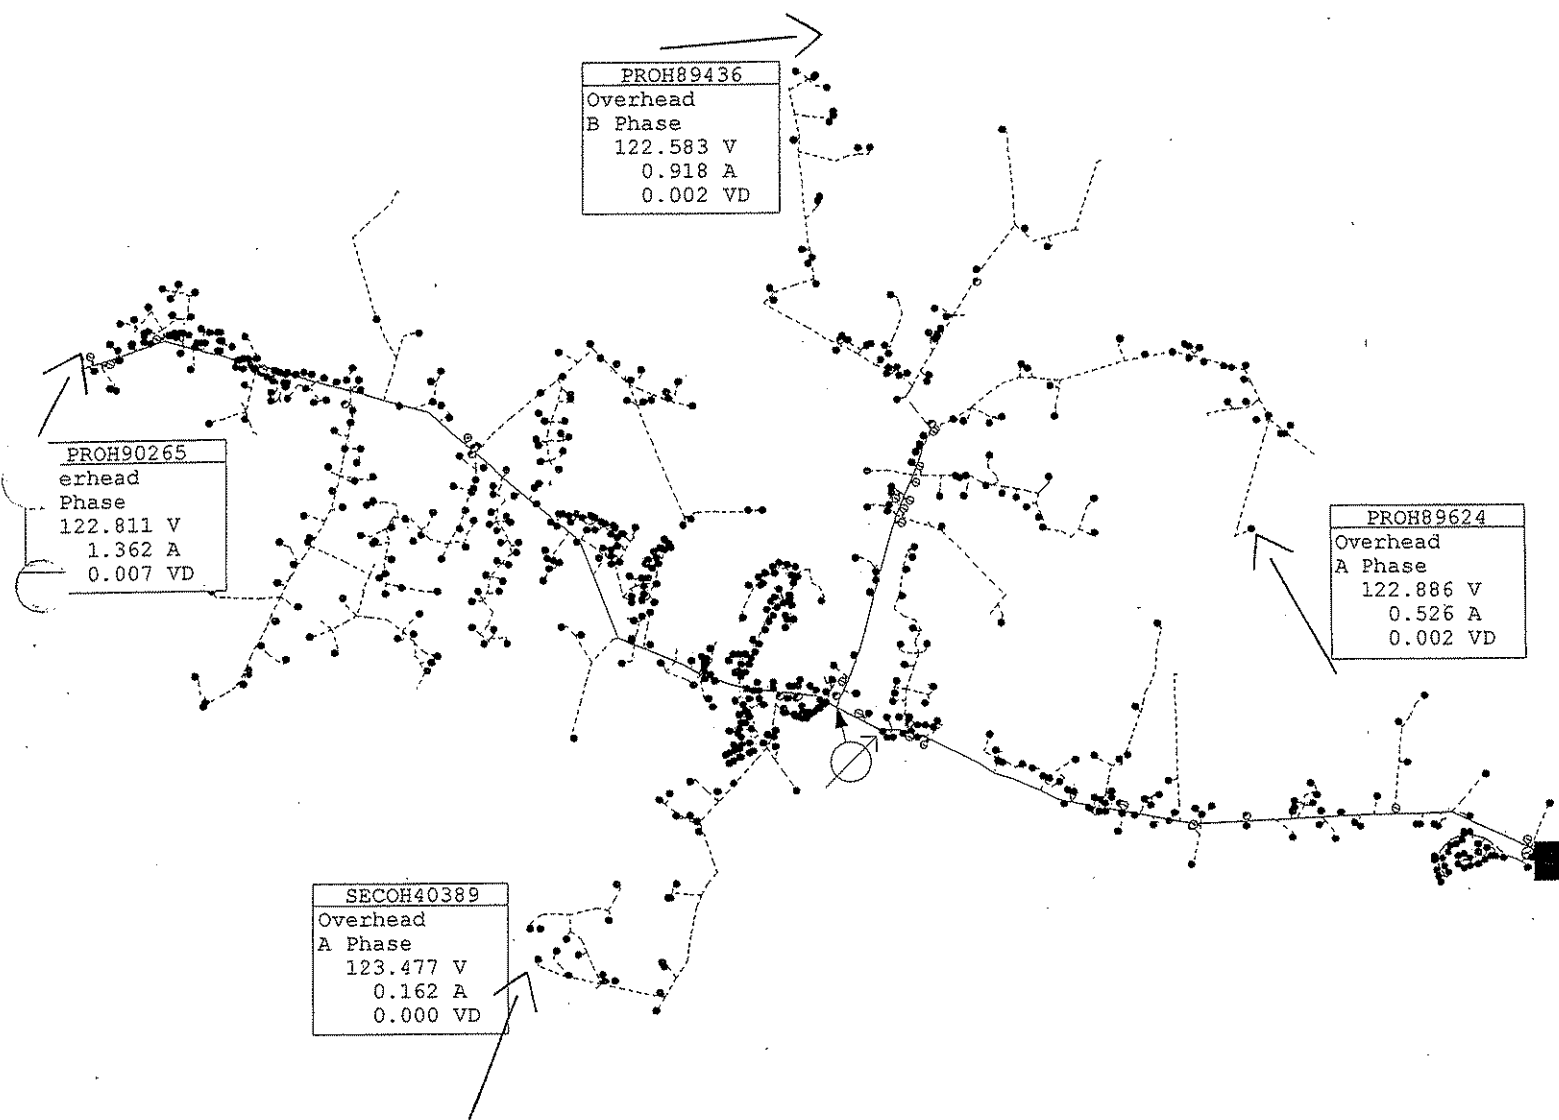 PROH89436
Overhead
B Phase
122.583 V
0.918 A
0.002 VD
PROH90265
erhead
Phase
122.811 V
1.362 A
0.007 VD
PROH89624
Overhead
A Phase
122.886 V
0.526 A
0.002 VD
SECOH40389
Overhead
A Phase
123.477 V
0.162 A
0.000 VD